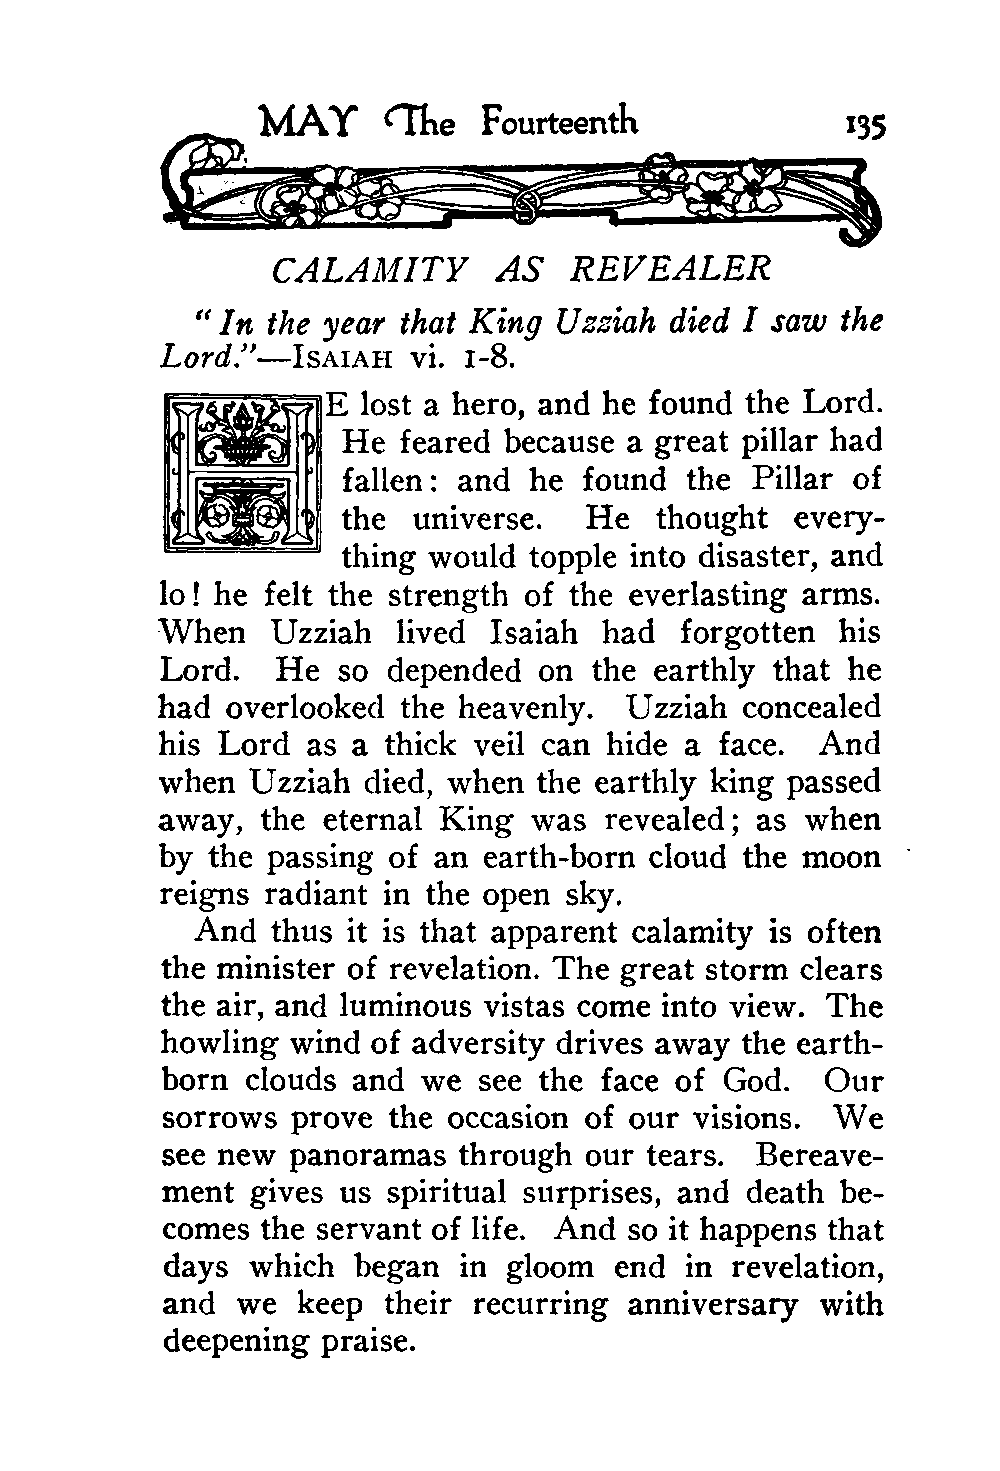 MAY The Fourteenth 135
CALAMITY AS REVEALER
"In the year that King Uzziah died I saw the
Lord."—ISAIAH vi. 1-8.
HE lost a hero, and he found the Lord.
He feared because a great pillar had
fallen: and he found the Pillar of
the universe. He thought every-
thing would topple into disaster, and
lo! he felt the strength of the everlasting arms.
When Uzziah lived Isaiah had forgotten his
Lord. He so depended on the earthly that he
had overlooked the heavenly. Uzziah concealed
his Lord as a thick veil can hide a face. And
when Uzziah died, when the earthly king passed
away, the eternal King was revealed; as when
by the passing of an earth-born cloud the moon
reigns radiant in the open sky.
And thus it is that apparent calamity is often
the minister of revelation. The great storm clears
the air, and luminous vistas come into view. The
howling wind of adversity drives away the earth-
born clouds and we see the face of God. Our
sorrows prove the occasion of our visions. We
see new panoramas through our tears. Bereave-
ment gives us spiritual surprises, and death be-
comes the servant of life. And so it happens that
days which began in gloom end in revelation,
and we keep their recurring anniversary with
deepening praise.